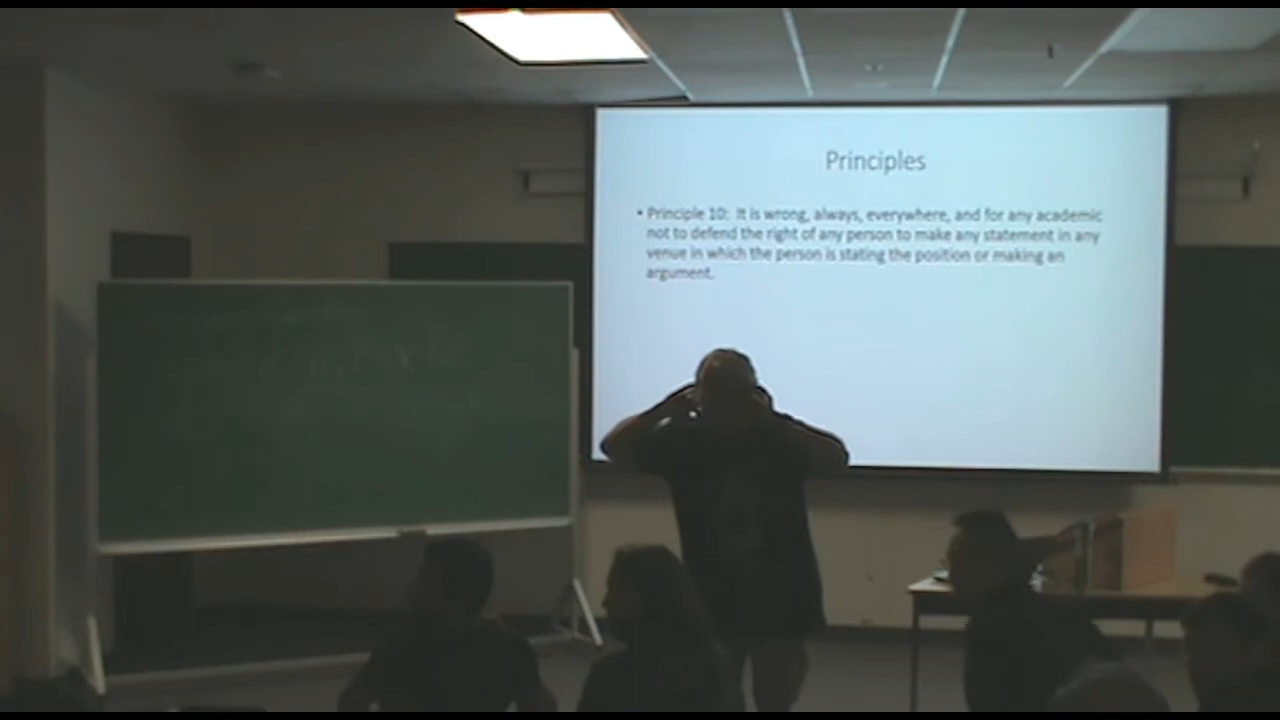 Principles
• Principle 10: It is wrong, always, everywhere, and for any academic
not to defend the right of any person to make any statement in any
venue in which the person is stating the position or making an
argument.